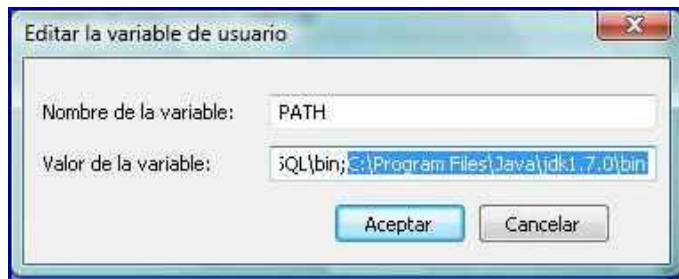 Editar la variable de usuario
Nombre de la variable: PATH
Valor de la variable: SQL\bin;C:\Program Files\Java\jdk1.7.0\bin
Aceptar Cancelar